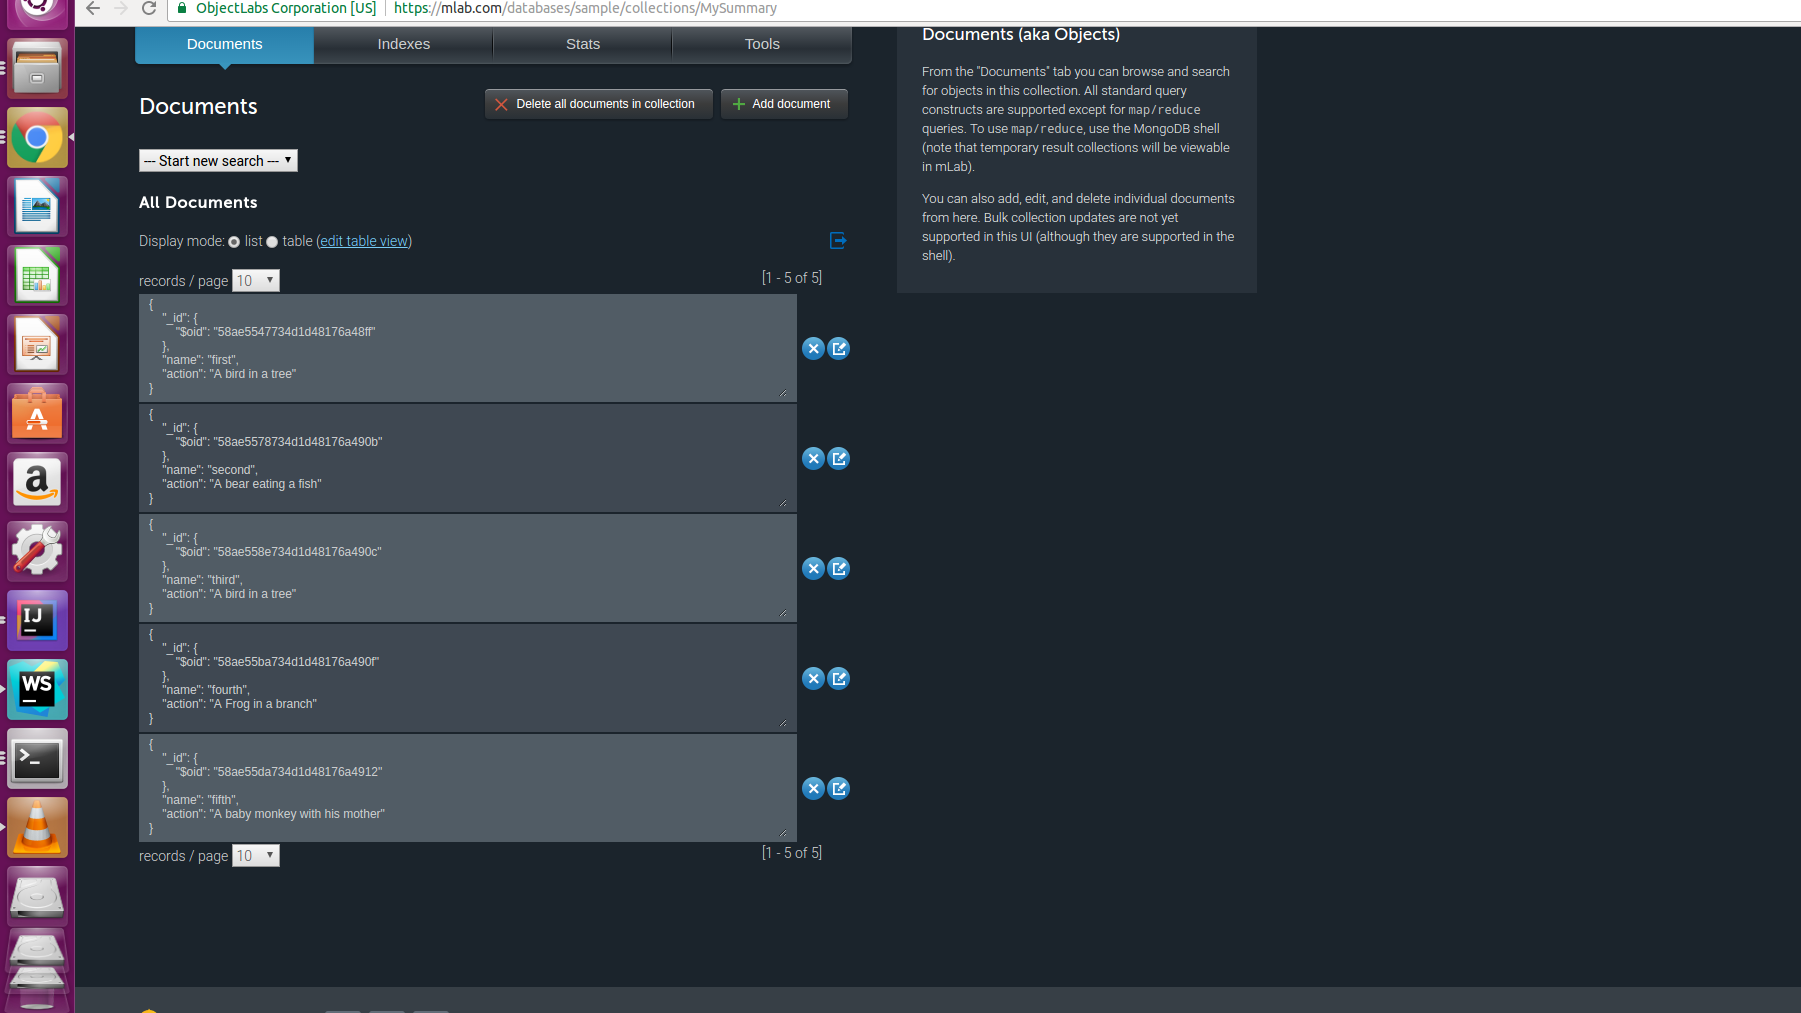 ObjectLabs Corporation [US]
https://mlab.com/databases/sample/collections/MySummary
Documents
Indexes
Stats
Tools
Documents
Delete all documents in collection
Add document
--- Start new search ---
All Documents
Display mode: list table (edit table view)
records / page 10
[1 - 5 of 5]
{
"_id": {
"$oid": "58ae5547734d1d48176a48ff"
},
"name": "first",
"action": "A bird in a tree"
}
{
"_id": {
"$oid": "58ae5578734d1d48176a490b"
},
"name": "second",
"action": "A bear eating a fish"
}
{
"_id": {
"$oid": "58ae558e734d1d48176a490c"
},
"name": "third",
"action": "A bird in a tree"
}
{
"_id": {
"$oid": "58ae55ba734d1d48176a490f"
},
"name": "fourth",
"action": "A Frog in a branch"
}
{
"_id": {
"$oid": "58ae55da734d1d48176a4912"
},
"name": "fifth",
"action": "A baby monkey with his mother"
}
records / page 10
[1 - 5 of 5]
Documents (aka Objects)
From the "Documents" tab you can browse and search
for objects in this collection. All standard query
constructs are supported except for map/reduce
queries. To use map/reduce, use the MongoDB shell
(note that temporary result collections will be viewable
in mLab).
You can also add, edit, and delete individual documents
from here. Bulk collection updates are not yet
supported in this UI (although they are supported in the
shell).
A
a
IJ
WS
>_